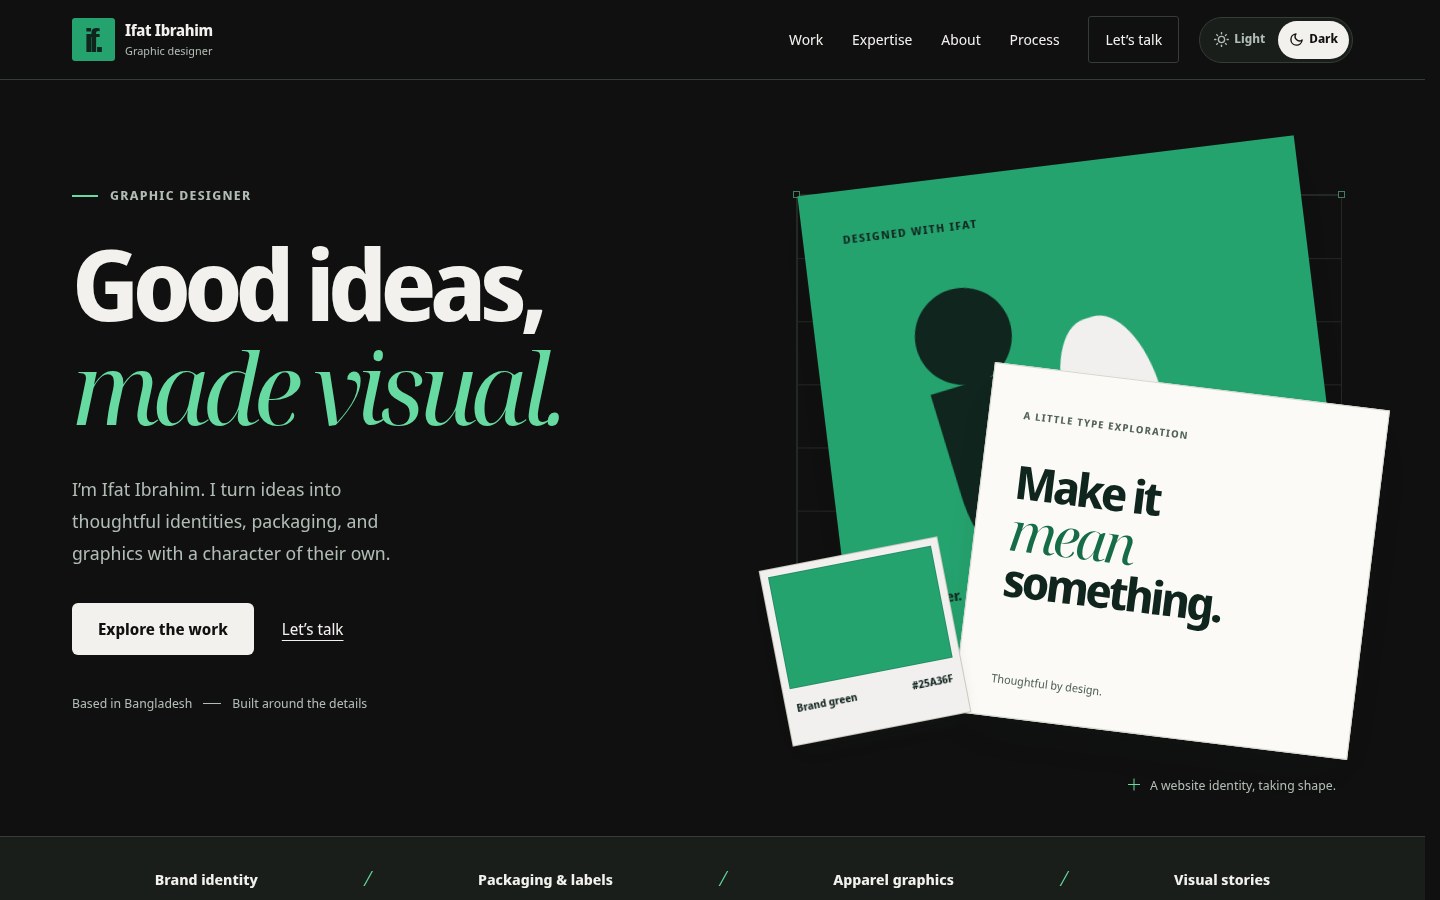 if.
Ifat Ibrahim
Graphic designer
Work
Expertise
About
Process
Let’s talk
Light
Dark
GRAPHIC DESIGNER
Good ideas,
made visual.
I’m Ifat Ibrahim. I turn ideas into
thoughtful identities, packaging, and
graphics with a character of their own.
Explore the work
Let’s talk
Based in Bangladesh
Built around the details
DESIGNED WITH IFAT
A LITTLE TYPE EXPLORATION
Make it
mean
something.
Thoughtful by design.
Brand green
#25A36F
A website identity, taking shape.
Brand identity
/
Packaging & labels
/
Apparel graphics
/
Visual stories